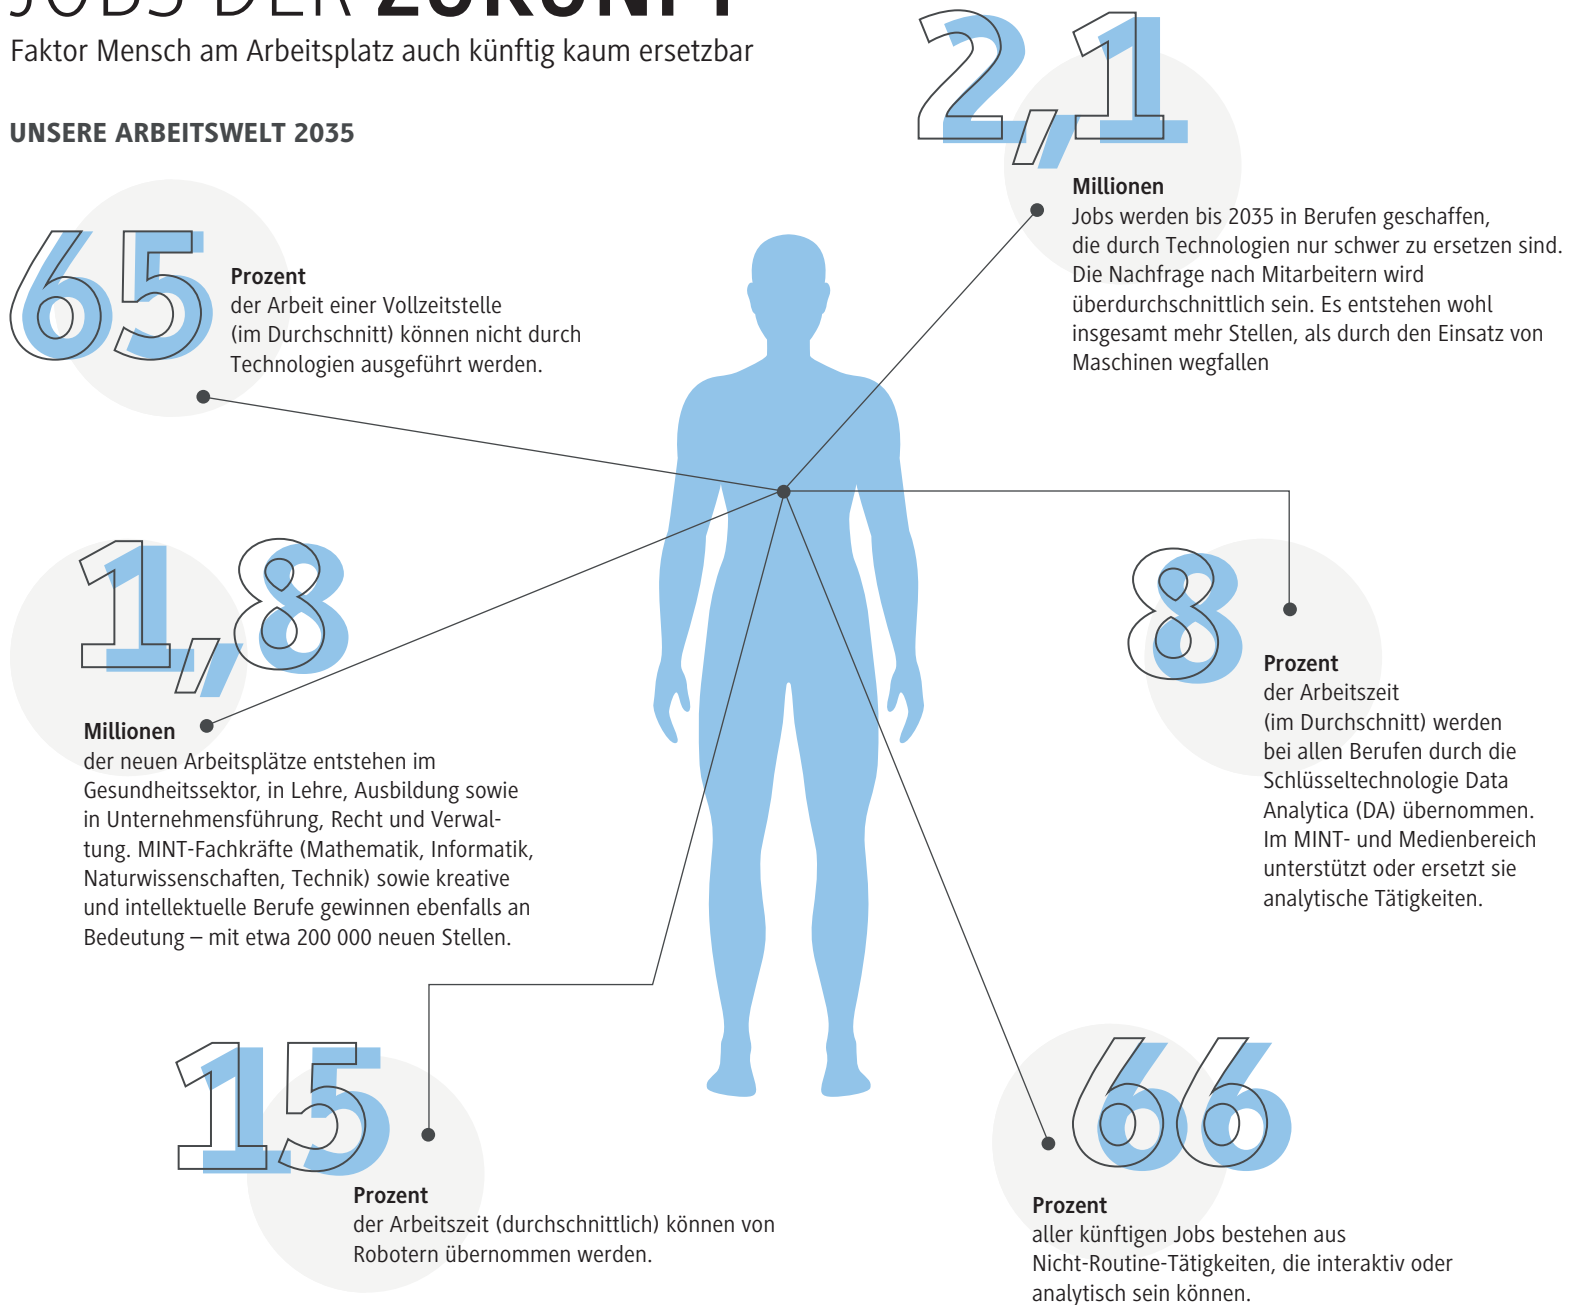 JOBS DER ZUKUNFT
Faktor Mensch am Arbeitsplatz auch künftig kaum ersetzbar
UNSERE ARBEITSWELT 2035
65
Prozent
der Arbeit einer Vollzeitstelle
(im Durchschnitt) können nicht durch
Technologien ausgeführt werden.
2,1
Millionen
Jobs werden bis 2035 in Berufen geschaffen,
die durch Technologien nur schwer zu ersetzen sind.
Die Nachfrage nach Mitarbeitern wird
überdurchschnittlich sein. Es entstehen wohl
insgesamt mehr Stellen, als durch den Einsatz von
Maschinen wegfallen
1,8
Millionen
der neuen Arbeitsplätze entstehen im
Gesundheitssektor, in Lehre, Ausbildung sowie
in Unternehmensführung, Recht und Verwal-
tung. MINT-Fachkräfte (Mathematik, Informatik,
Naturwissenschaften, Technik) sowie kreative
und intellektuelle Berufe gewinnen ebenfalls an
Bedeutung – mit etwa 200 000 neuen Stellen.
8
Prozent
der Arbeitszeit
(im Durchschnitt) werden
bei allen Berufen durch die
Schlüsseltechnologie Data
Analytica (DA) übernommen.
Im MINT- und Medienbereich
unterstützt oder ersetzt sie
analytische Tätigkeiten.
15
Prozent
der Arbeitszeit (durchschnittlich) können von
Robotern übernommen werden.
66
Prozent
aller künftigen Jobs bestehen aus
Nicht-Routine-Tätigkeiten, die interaktiv oder
analytisch sein können.